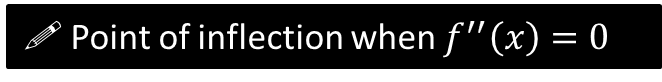 Point of inflection when f′′(x) = 0